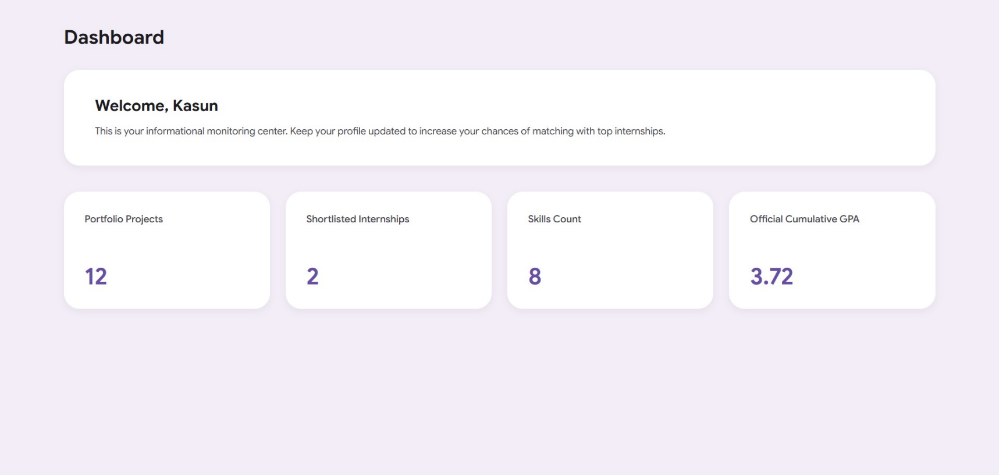 Dashboard
Welcome, Kasun
This is your informational monitoring center. Keep your profile updated to increase your chances of matching with top internships.
Portfolio Projects
12
Shortlisted Internships
2
Skills Count
8
Official Cumulative GPA
3.72